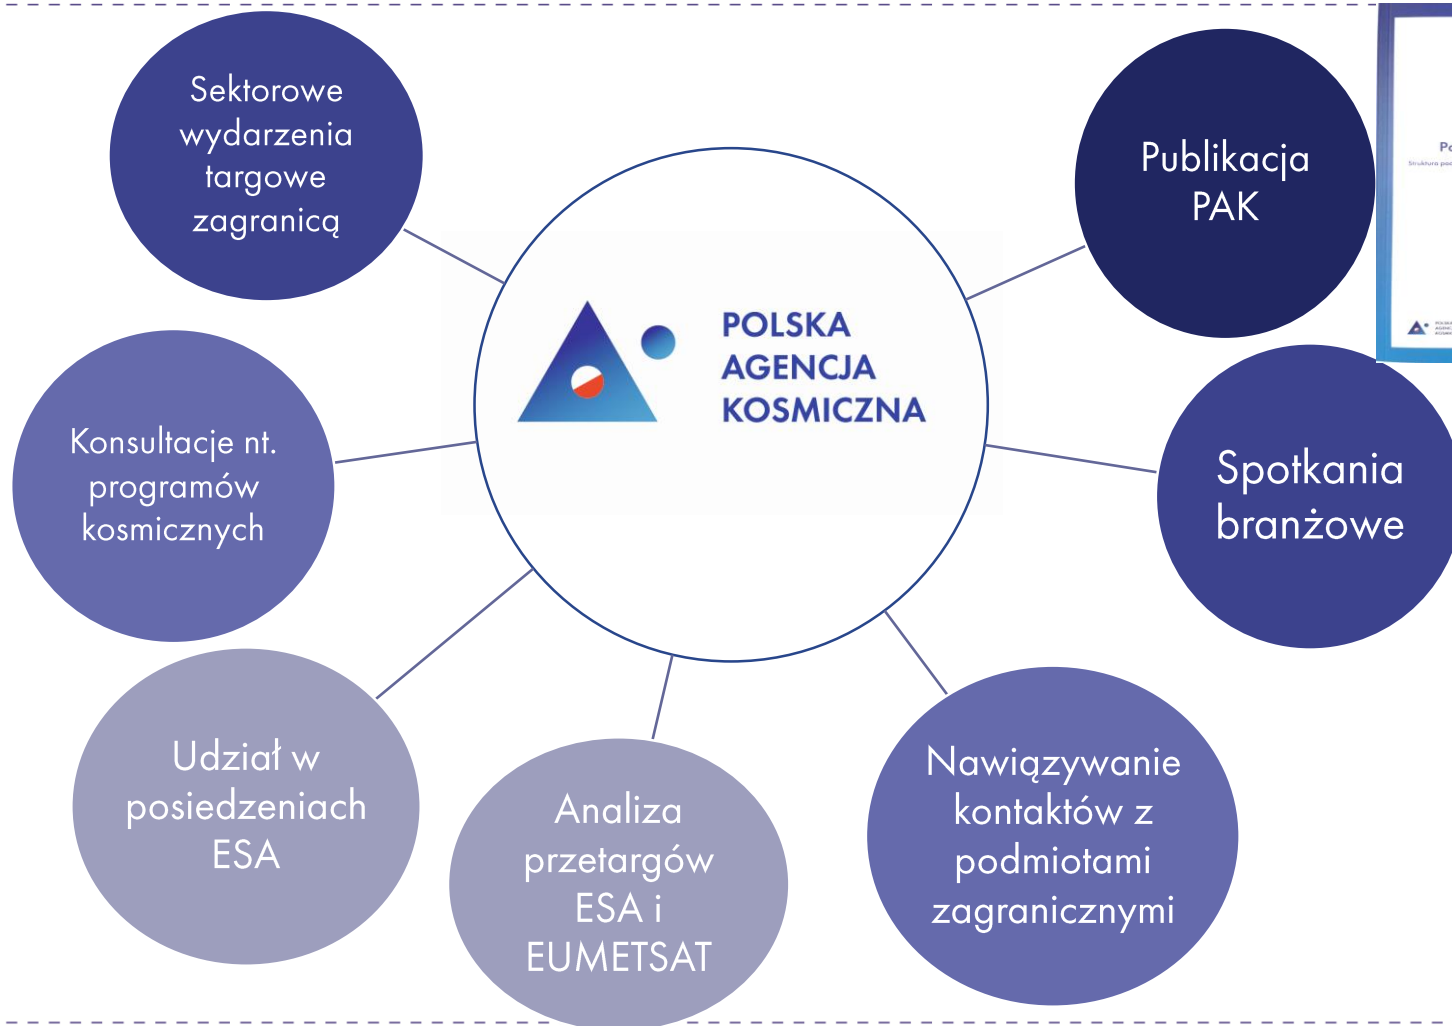 Sektorowe
wydarzenia
targowe
zagranicą
Publikacja
PAK
POLSKA
AGENCJA
KOSMICZNA
Konsultacje nt.
programów
kosmicznych
Spotkania
branżowe
Udział w
posiedzeniach
ESA
Analiza
przetargów
ESA i
EUMETSAT
Nawiązywanie
kontaktów z
podmiotami
zagranicznymi